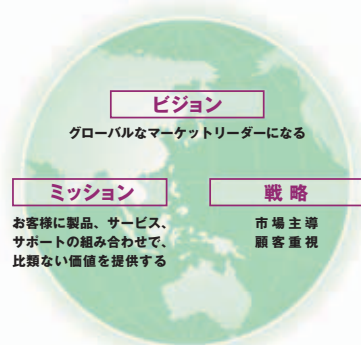 ビジョン
グローバルなマーケットリーダーになる
ミッション
お客様に製品、サービス、
サポートの組み合わせで、
比類ない価値を提供する
戦略
市場主導
顧客重視